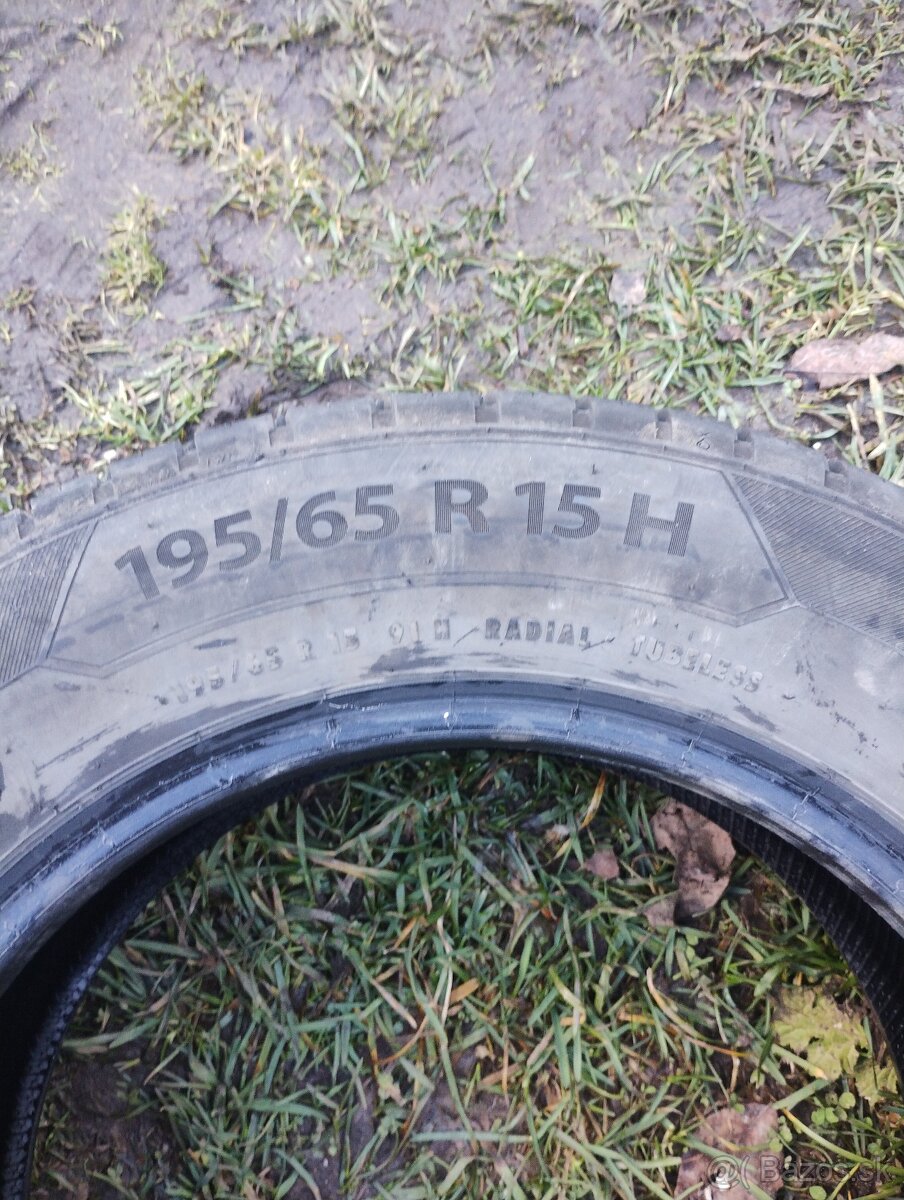 195/65 R 15 H
195/65 R 15 91 H RADIAL TUBELESS
Bazos.sk